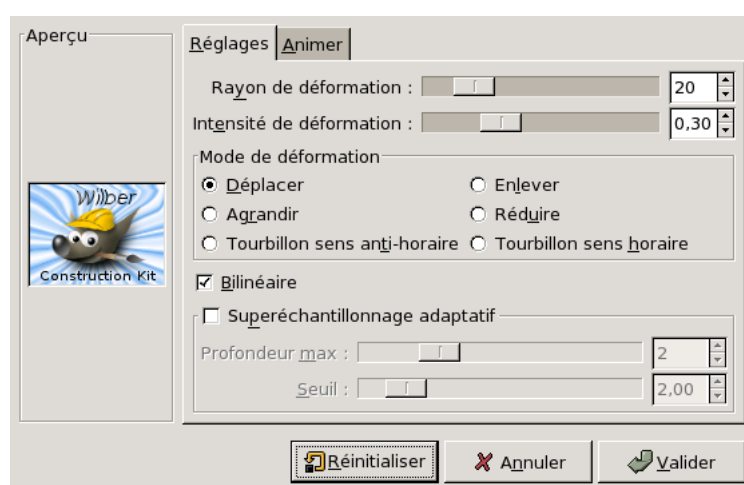 Aperçu
Wilber
Construction Kit
Réglages Animer
Rayon de déformation : 20
Intensité de déformation : 0,30
Mode de déformation
Déplacer Enlever
Agrandir Réduire
Tourbillon sens anti-horaire Tourbillon sens horaire
Bilinéaire
Superéchantillonnage adaptatif
Profondeur max : 2
Seuil : 2,00
Réinitialiser Annuler Valider